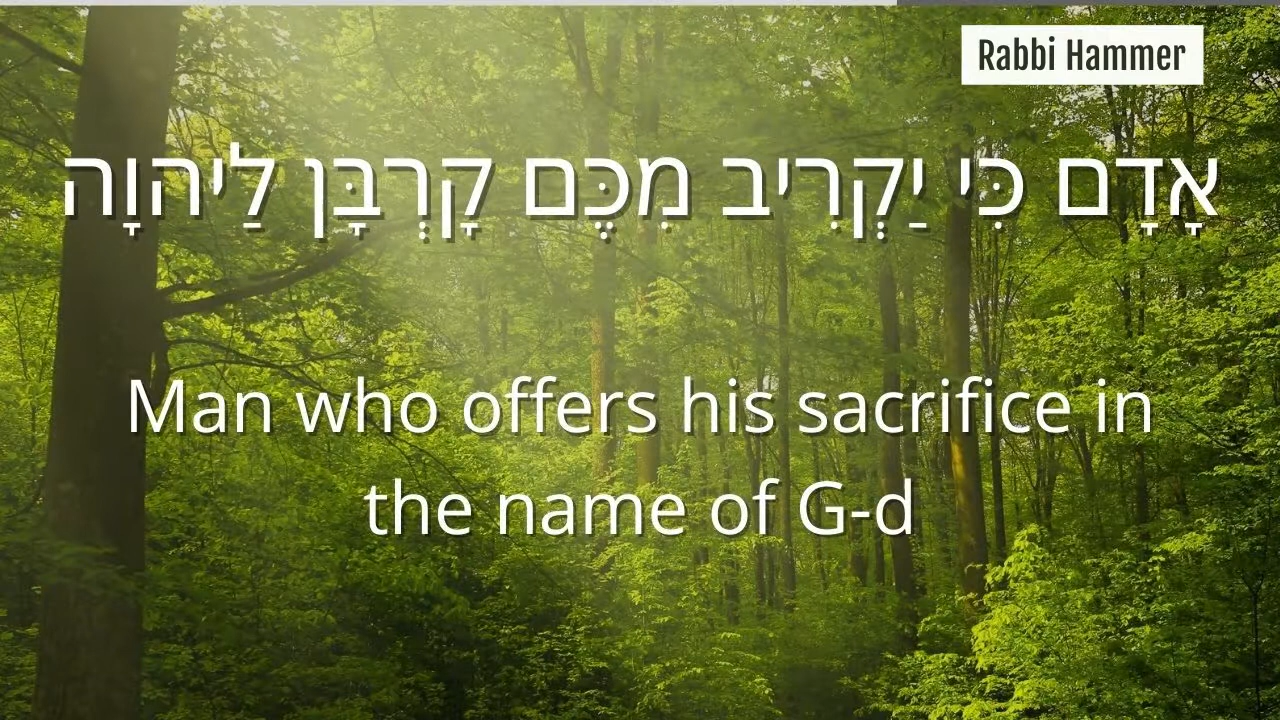 Rabbi Hammer
אָדָם כִּי יַקְרִיב מִכֶּם קָרְבָּן לַיהוָה
Man who offers his sacrifice in
the name of G-d